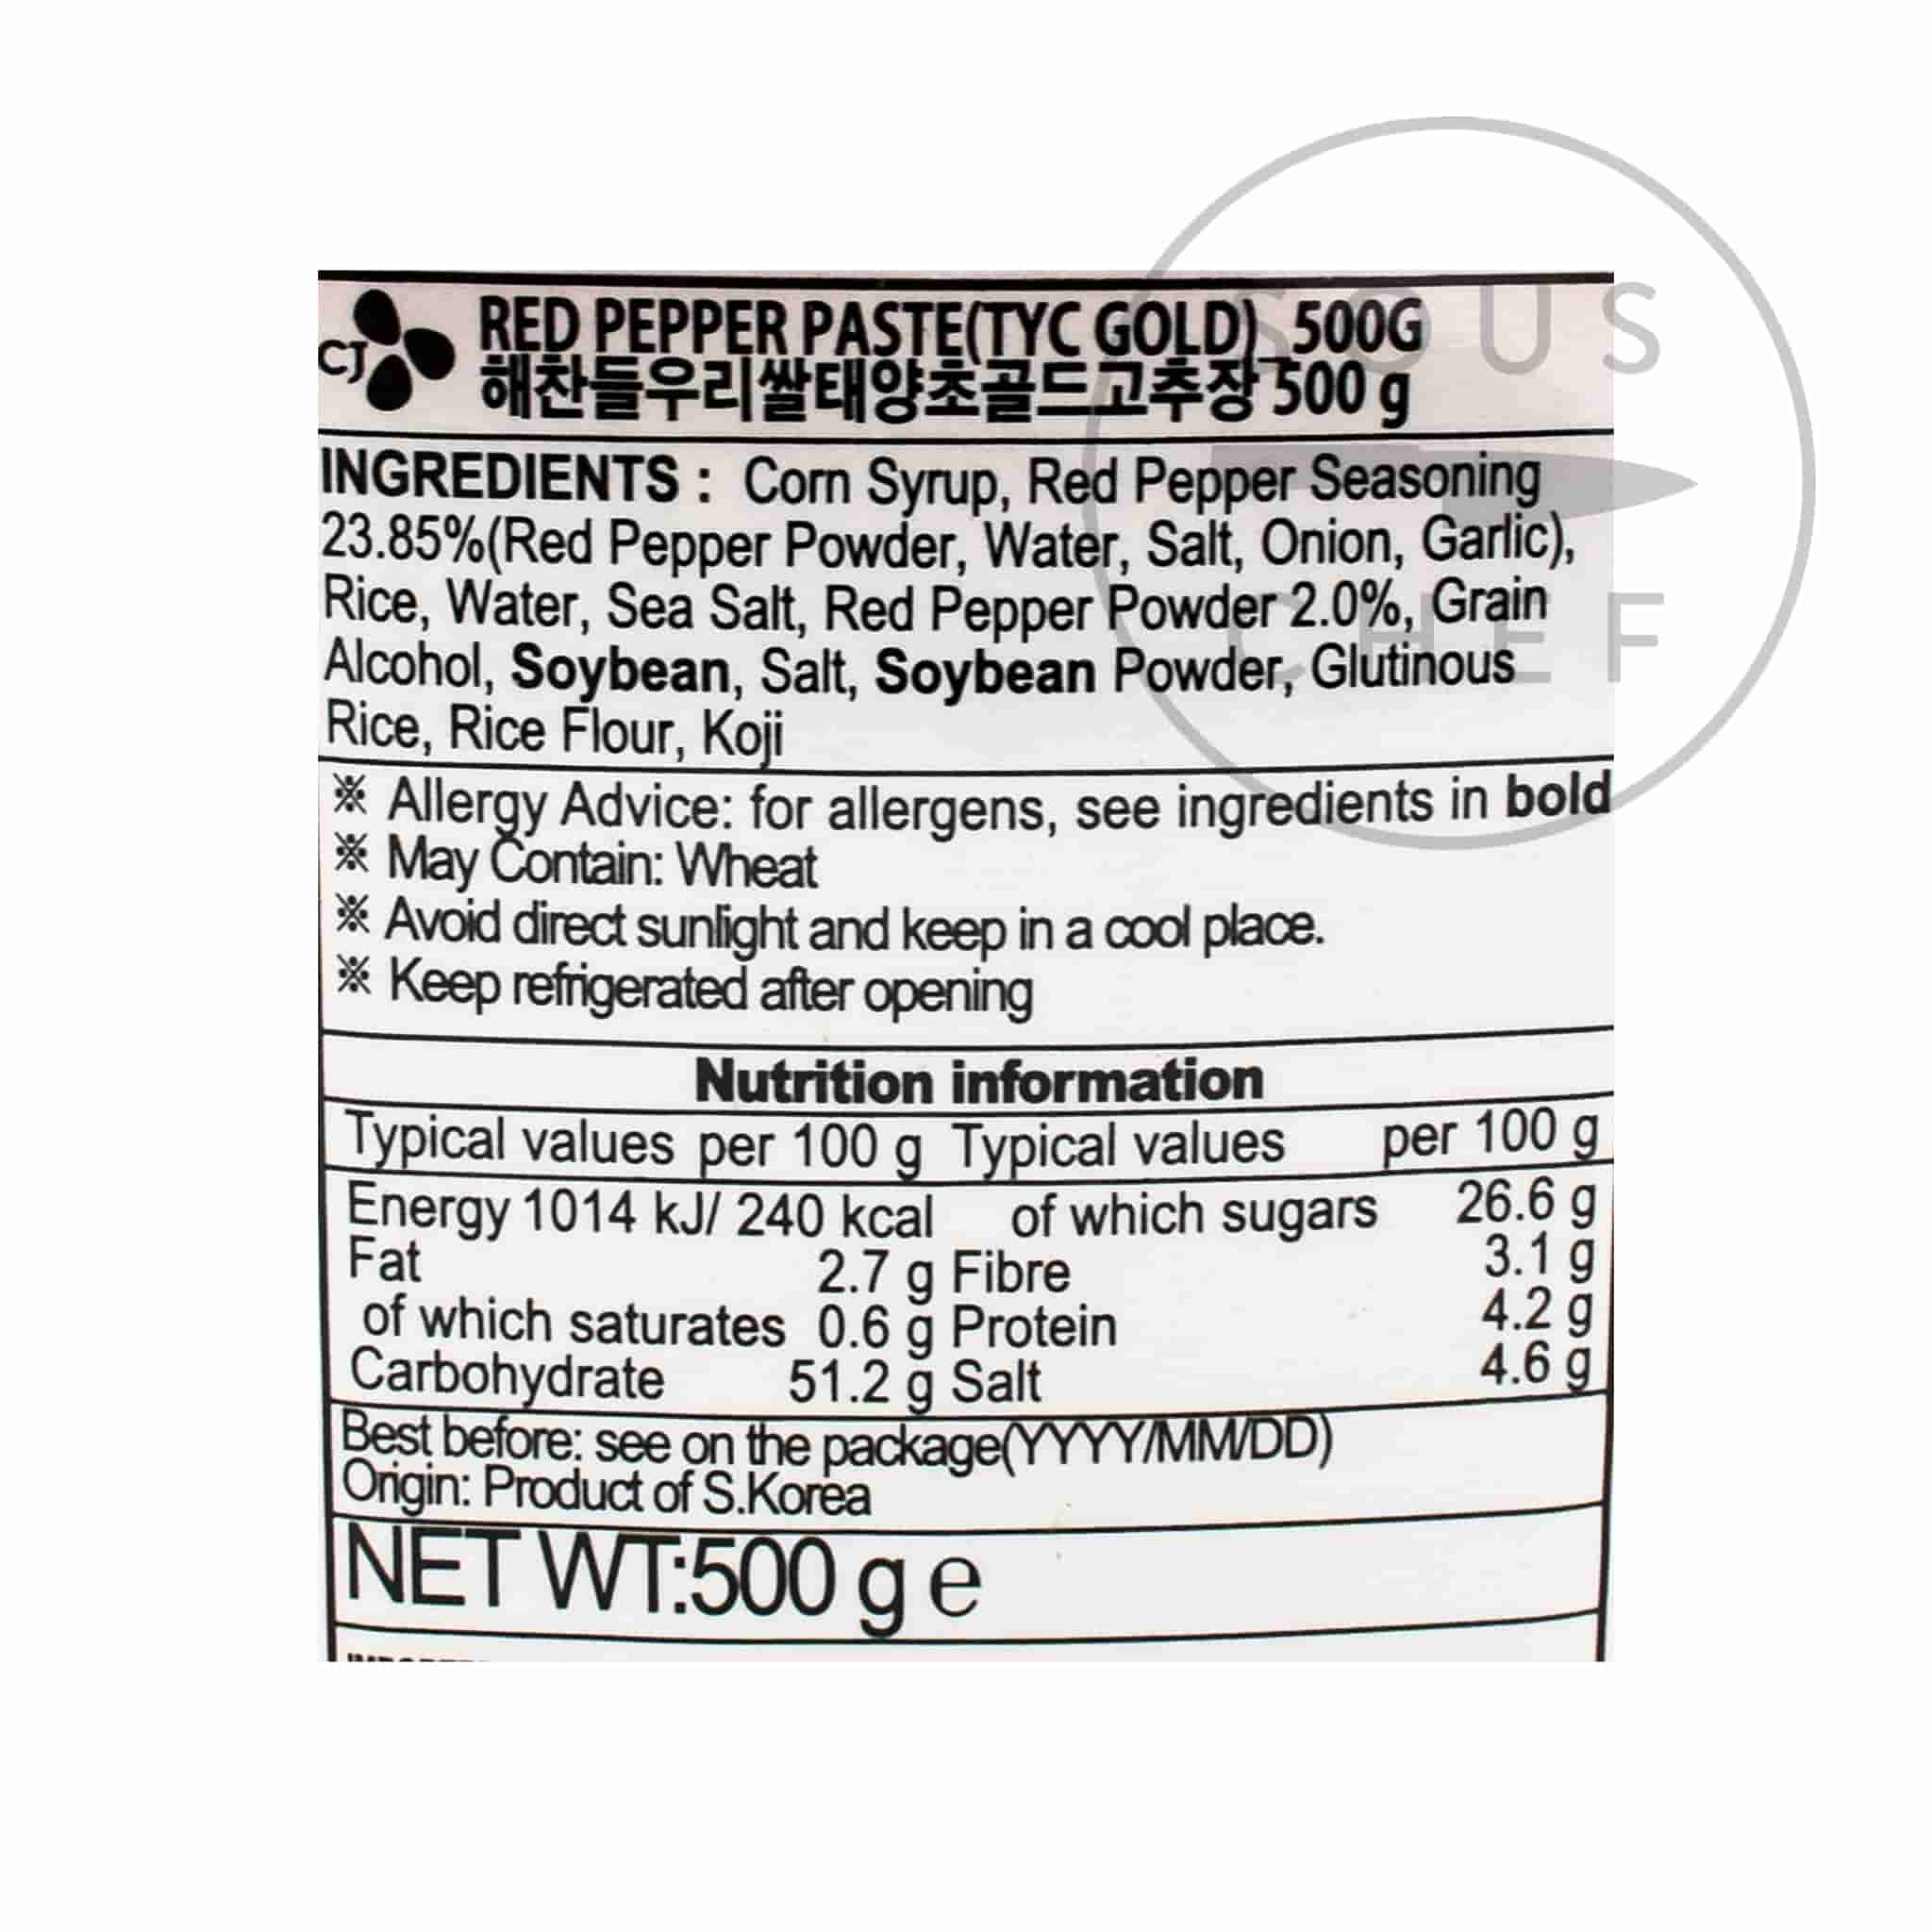 SOUS
CHEF
CJ
RED PEPPER PASTE(TYC GOLD)_500G
해찬들우리쌀태양초골드고추장 500 g
INGREDIENTS : Corn Syrup, Red Pepper Seasoning
23.85%(Red Pepper Powder, Water, Salt, Onion, Garlic),
Rice, Water, Sea Salt, Red Pepper Powder 2.0%, Grain
Alcohol, Soybean, Salt, Soybean Powder, Glutinous
Rice, Rice Flour, Koji
※ Allergy Advice: for allergens, see ingredients in bold
※ May Contain: Wheat
※ Avoid direct sunlight and keep in a cool place.
※ Keep refrigerated after opening
Nutrition information
Typical values per 100 g Typical values per 100 g
Energy 1014 kJ/ 240 kcal of which sugars 26.6 g
Fat 2.7 g Fibre 3.1 g
of which saturates 0.6 g Protein 4.2 g
Carbohydrate 51.2 g Salt 4.6 g
Best before: see on the package(YYYY/MM/DD)
Origin: Product of S.Korea
NET WT:500 g e